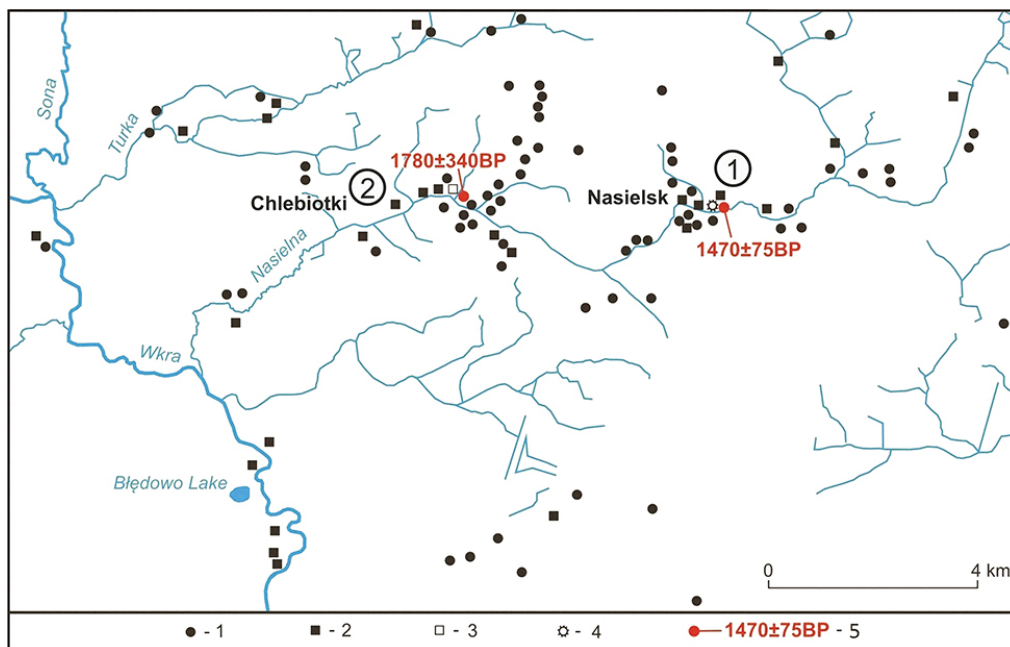 Sona
Turka
1780±340BP
2
1
Chlebiotki
Nasielsk
1470±75BP
Nasielna
Wkra
Błędowo Lake
0 4 km
- 1 - 2 - 3 - 4 1470±75BP - 5